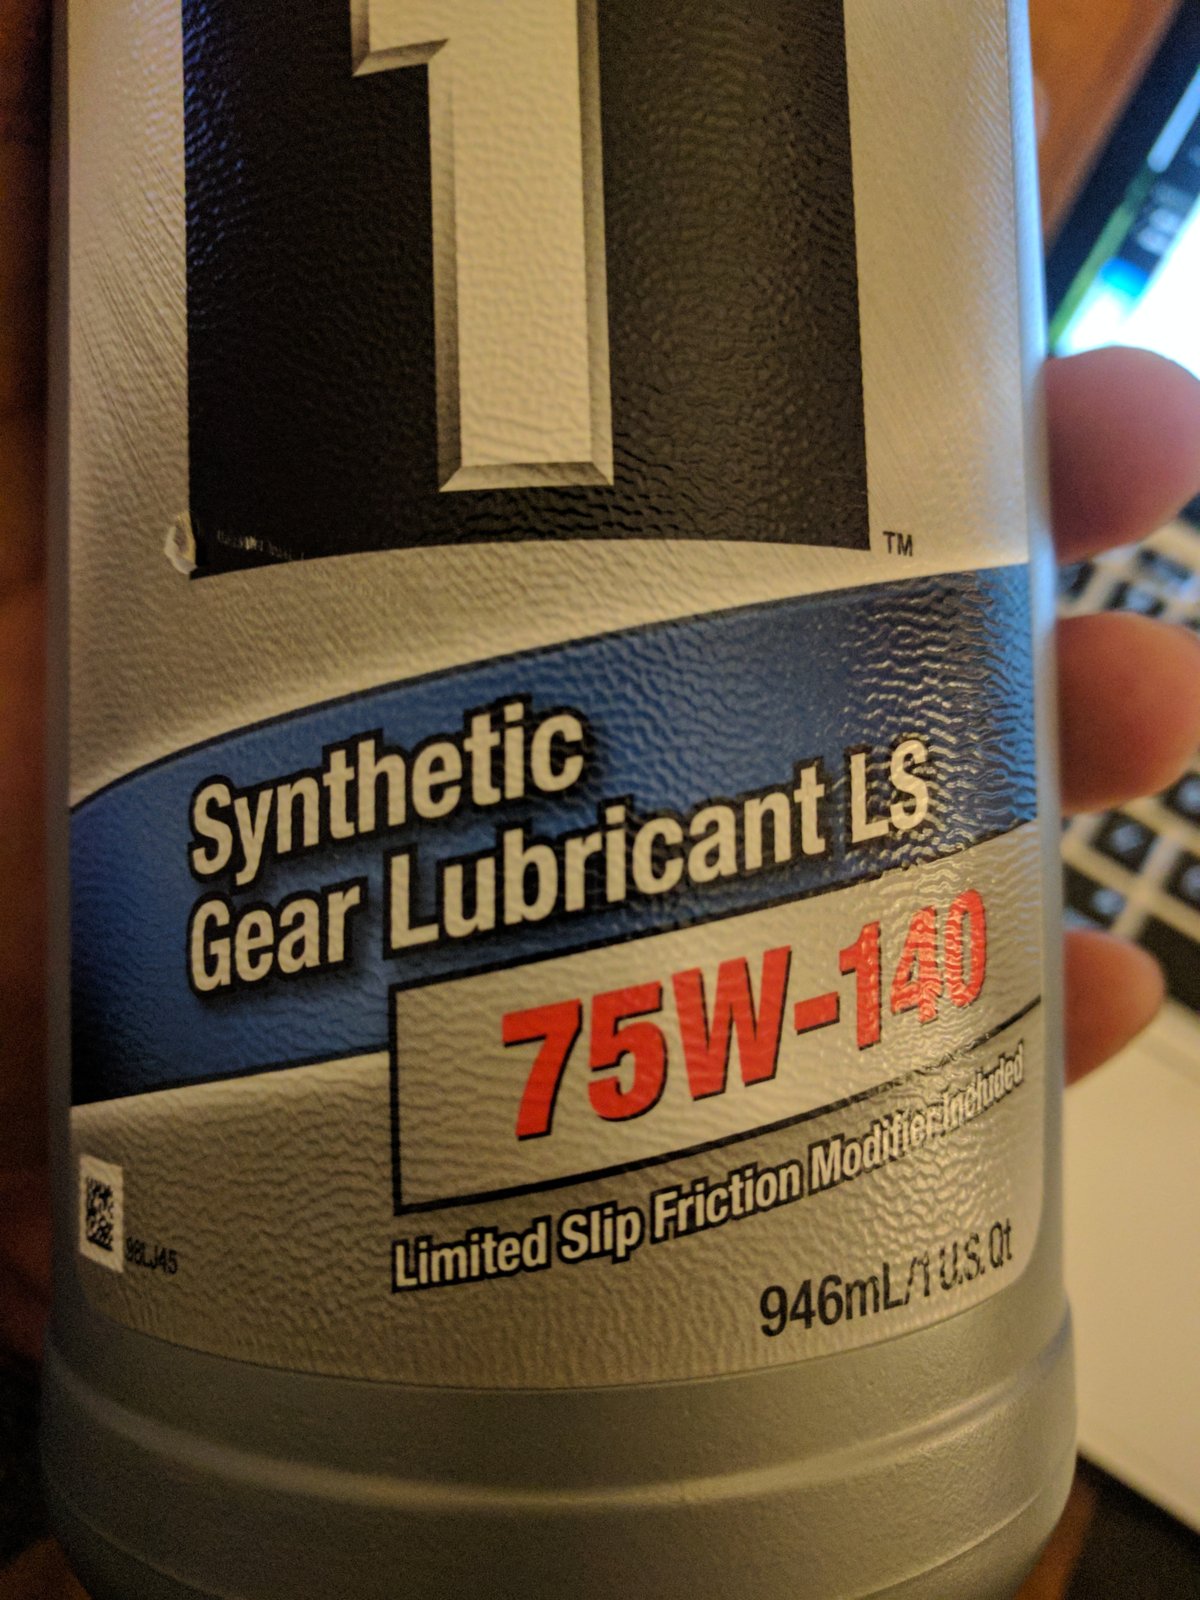 1
TM
Synthetic
Gear Lubricant LS
75W-140
Limited Slip Friction Modifier Included
98LJ45
946mL/1 U.S. Qt